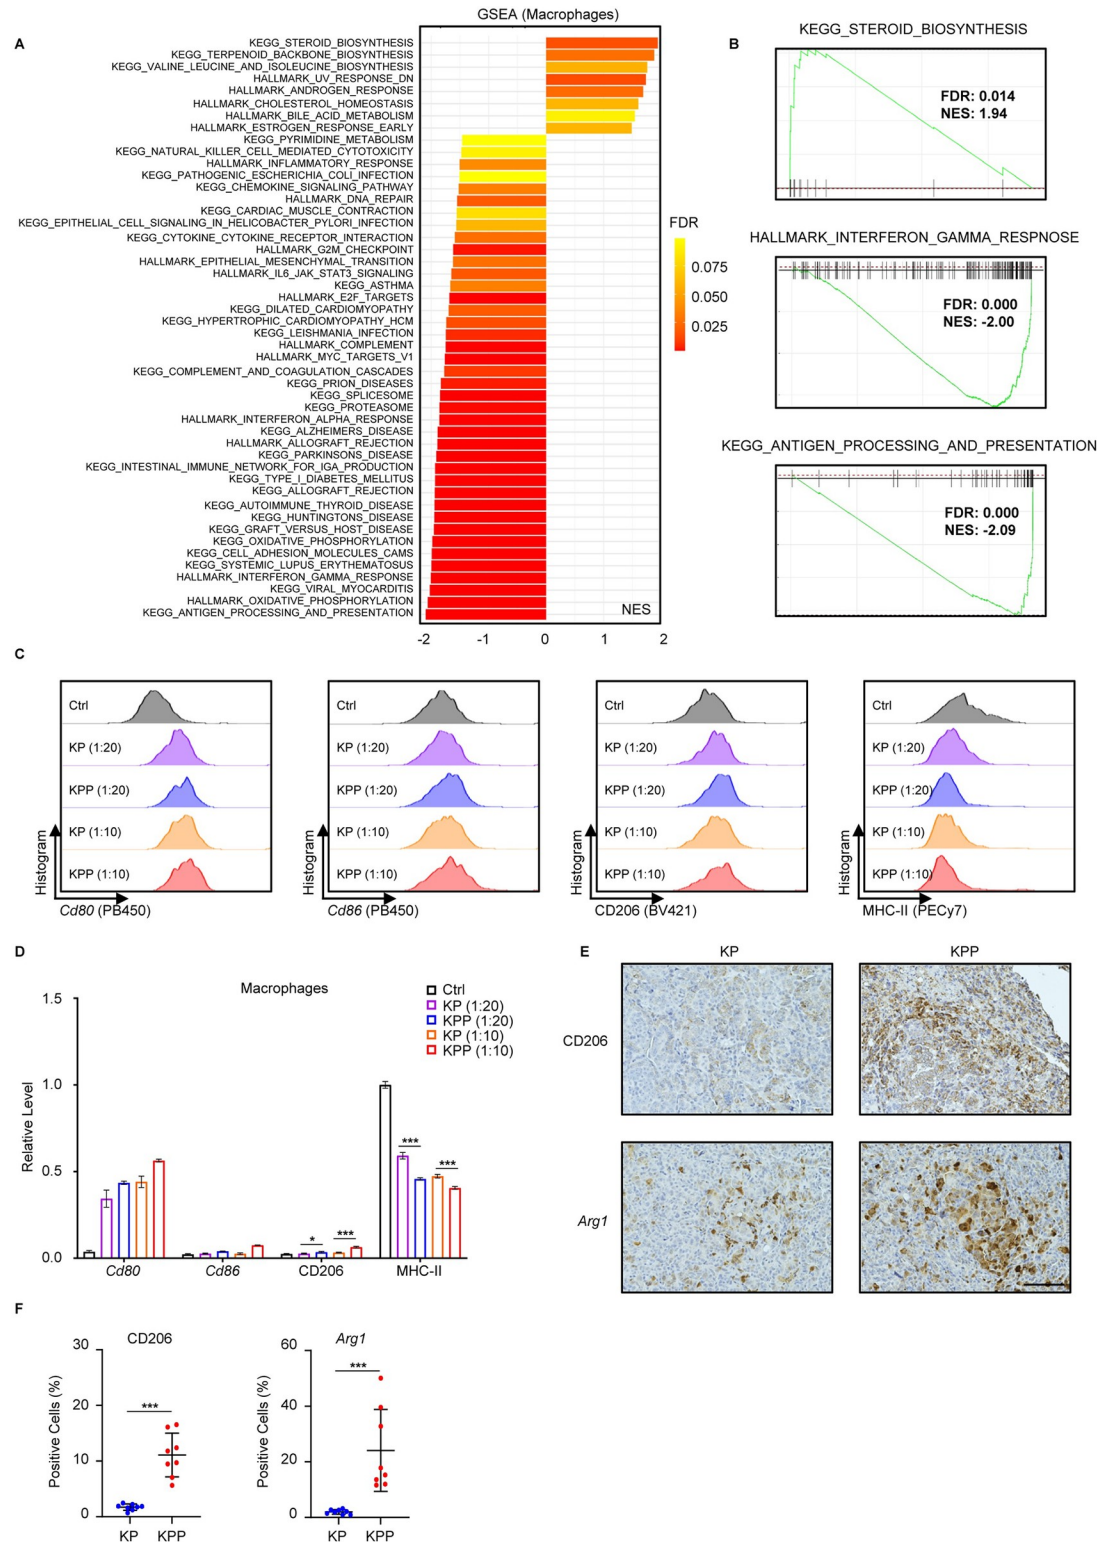 A
GSEA (Macrophages)
KEGG_STEROID_BIOSYNTHESIS
KEGG_TERPENOID_BACKBONE_BIOSYNTHESIS
KEGG_VALINE_LEUCINE_AND_ISOLEUCINE_BIOSYNTHESIS
HALLMARK_UV_RESPONSE_DN
HALLMARK_ANDROGEN_RESPONSE
HALLMARK_CHOLESTEROL_HOMEOSTASIS
HALLMARK_BILE_ACID_METABOLISM
HALLMARK_ESTROGEN_RESPONSE_EARLY
KEGG_PYRIMIDINE_METABOLISM
KEGG_NATURAL_KILLER_CELL_MEDIATED_CYTOTOXICITY
HALLMARK_INFLAMMATORY_RESPONSE
KEGG_PATHOGENIC_ESCHERICHIA_COLI_INFECTION
KEGG_CHEMOKINE_SIGNALING_PATHWAY
HALLMARK_DNA_REPAIR
KEGG_CARDIAC_MUSCLE_CONTRACTION
KEGG_EPITHELIAL_CELL_SIGNALING_IN_HELICOBACTER_PYLORI_INFECTION
KEGG_CYTOKINE_CYTOKINE_RECEPTOR_INTERACTION
HALLMARK_G2M_CHECKPOINT
HALLMARK_EPITHELIAL_MESENCHYMAL_TRANSITION
HALLMARK_IL6_JAK_STAT3_SIGNALING
KEGG_ASTHMA
HALLMARK_E2F_TARGETS
KEGG_DILATED_CARDIOMYOPATHY
KEGG_HYPERTROPHIC_CARDIOMYOPATHY_HCM
KEGG_LEISHMANIA_INFECTION
HALLMARK_COMPLEMENT
HALLMARK_MYC_TARGETS_V1
KEGG_COMPLEMENT_AND_COAGULATION_CASCADES
KEGG_PRION_DISEASES
KEGG_SPLICESOME
KEGG_PROTEASOME
HALLMARK_INTERFERON_ALPHA_RESPONSE
KEGG_ALZHEIMERS_DISEASE
HALLMARK_ALLOGRAFT_REJECTION
KEGG_PARKINSONS_DISEASE
KEGG_INTESTINAL_IMMUNE_NETWORK_FOR_IGA_PRODUCTION
KEGG_TYPE_I_DIABETES_MELLITUS
KEGG_ALLOGRAFT_REJECTION
KEGG_AUTOIMMUNE_THYROID_DISEASE
KEGG_HUNTINGTONS_DISEASE
KEGG_GRAFT_VERSUS_HOST_DISEASE
KEGG_OXIDATIVE_PHOSPHORYLATION
KEGG_CELL_ADHESION_MOLECULES_CAMS
KEGG_SYSTEMIC_LUPUS_ERYTHEMATOSUS
HALLMARK_INTERFERON_GAMMA_RESPONSE
KEGG_VIRAL_MYOCARDITIS
HALLMARK_OXIDATIVE_PHOSPHORYLATION
KEGG_ANTIGEN_PROCESSING_AND_PRESENTATION
NES
-2 -1 0 1 2
FDR
0.075
0.050
0.025
B
KEGG_STEROID_BIOSYNTHESIS
FDR: 0.014
NES: 1.94
HALLMARK_INTERFERON_GAMMA_RESPNOSE
FDR: 0.000
NES: -2.00
KEGG_ANTIGEN_PROCESSING_AND_PRESENTATION
FDR: 0.000
NES: -2.09
C
Ctrl
KP (1:20)
KPP (1:20)
KP (1:10)
KPP (1:10)
Histogram
Cd80 (PB450)
Ctrl
KP (1:20)
KPP (1:20)
KP (1:10)
KPP (1:10)
Histogram
Cd86 (PB450)
Ctrl
KP (1:20)
KPP (1:20)
KP (1:10)
KPP (1:10)
Histogram
CD206 (BV421)
Ctrl
KP (1:20)
KPP (1:20)
KP (1:10)
KPP (1:10)
Histogram
MHC-II (PECy7)
D
Macrophages
Relative Level
1.5
1.0
0.5
0.0
Ctrl
KP (1:20)
KPP (1:20)
KP (1:10)
KPP (1:10)
* *** *** ***
Cd80 Cd86 CD206 MHC-II
E
KP KPP
CD206
Arg1
F
CD206
Positive Cells (%)
30
20
10
0
***
KP KPP
Arg1
Positive Cells (%)
60
40
20
0
***
KP KPP